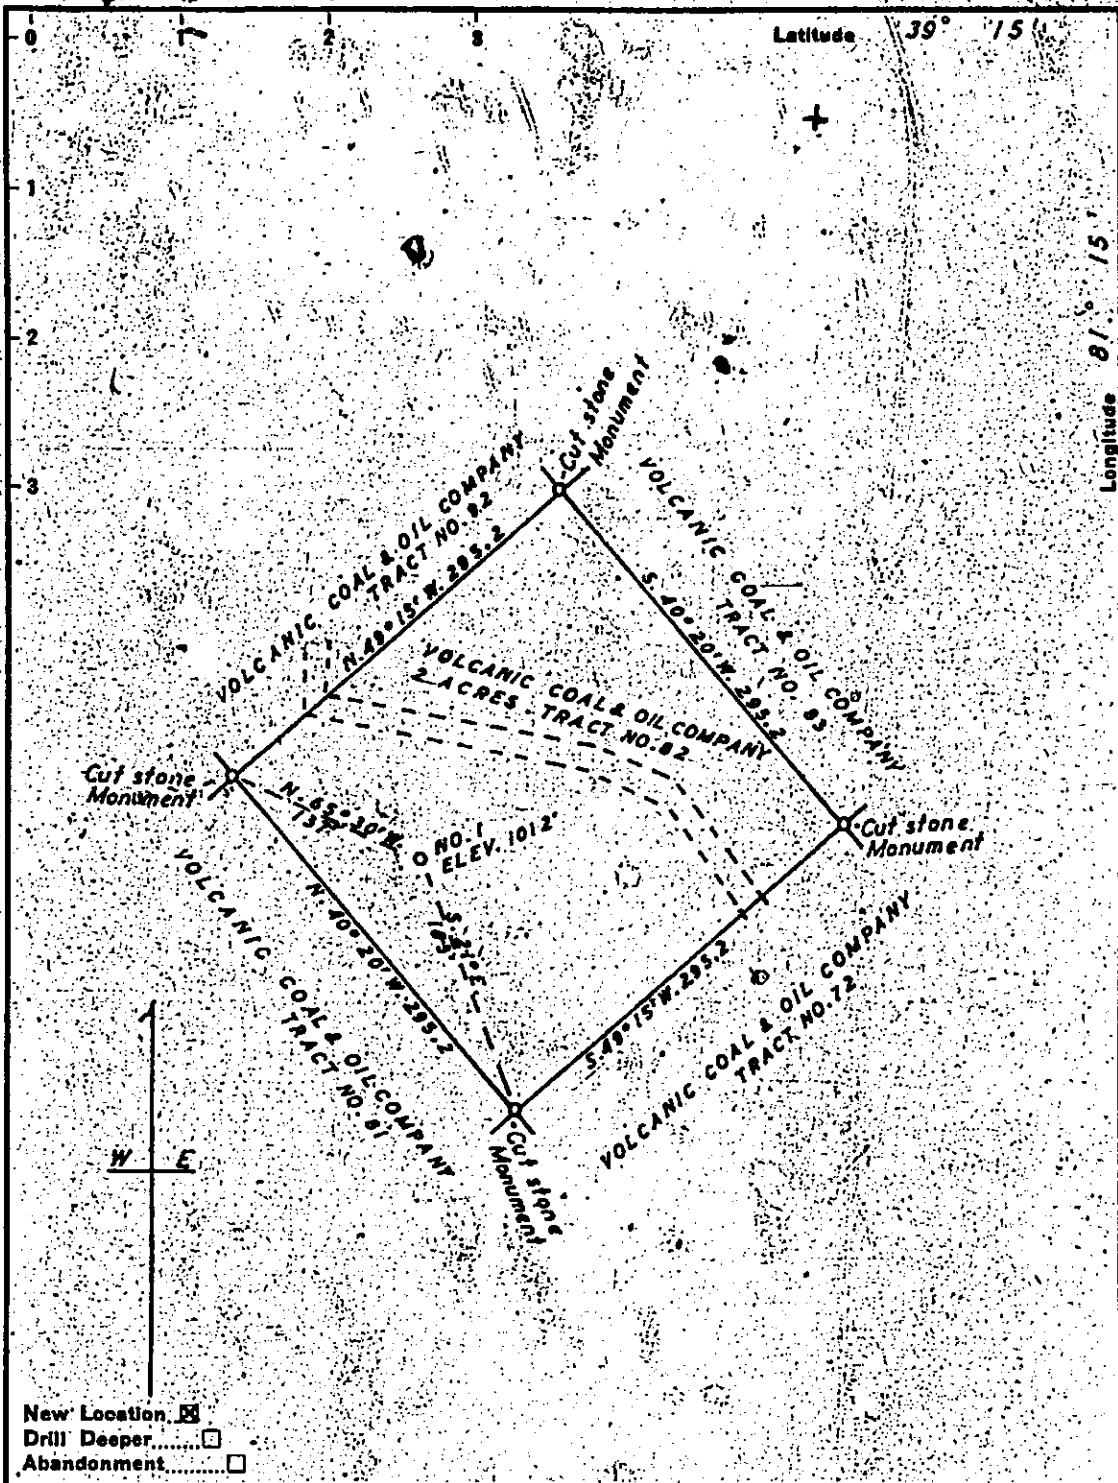 0 1 2 3
Latitude 39° 15'
1
2
3
Longitude 81° 15'
Cut stone
Monument
VOLCANIC COAL & OIL COMPANY
TRACT NO. 92
N. 49° 15' W. 295.2
VOLCANIC COAL & OIL COMPANY
TRACT NO. 83
S. 40° 20' W. 295.2
VOLCANIC COAL & OIL COMPANY
2 ACRES - TRACT NO. 82
Cut stone
Monument
N. 65° 30' W.
137'
NO. 1
ELEV. 1012'
Cut stone
Monument
N. 40° 20' W. 295.2
VOLCANIC COAL & OIL COMPANY
TRACT NO. 81
S. 21° E.
S. 49° 15' W. 295.2
VOLCANIC COAL & OIL COMPANY
TRACT NO. 72
Cut stone
Monument
W E
New Location
Drill Deeper........
Abandonment.........